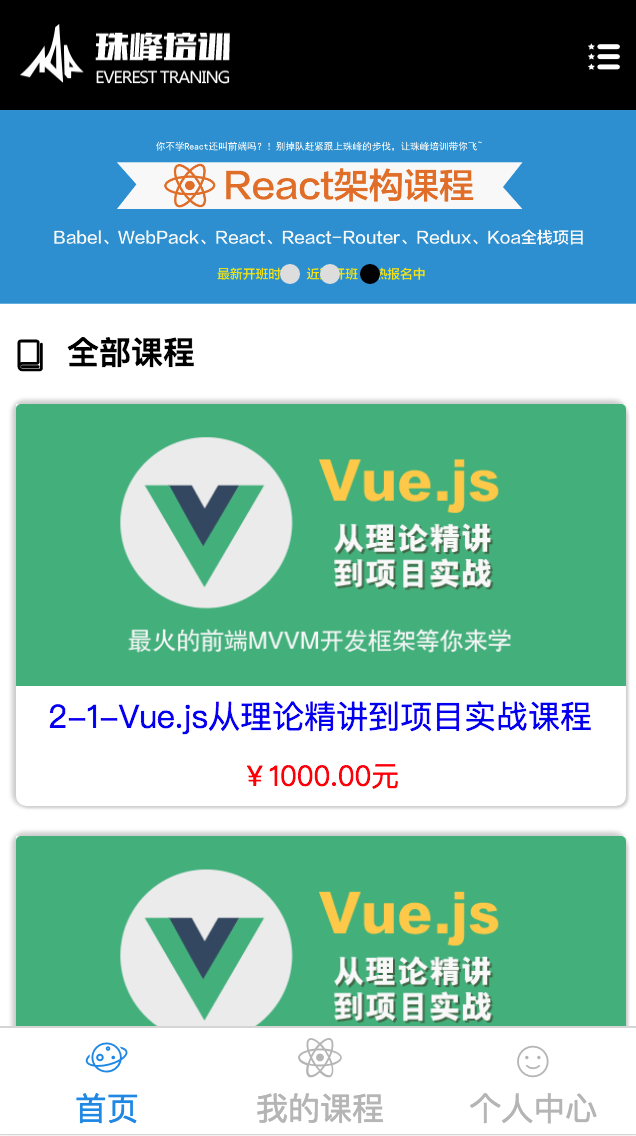 珠峰培训
EVEREST TRANING
你不学React还叫前端吗？！别掉队赶紧跟上珠峰的步伐，让珠峰培训带你飞~
React架构课程
Babel、WebPack、React、React-Router、Redux、Koa全栈项目
最新开班时 近 开班 热报名中
全部课程
Vue.js
从理论精讲
到项目实战
最火的前端MVVM开发框架等你来学
2-1-Vue.js从理论精讲到项目实战课程
¥1000.00元
Vue.js
从理论精讲
到项目实战
首页 我的课程 个人中心